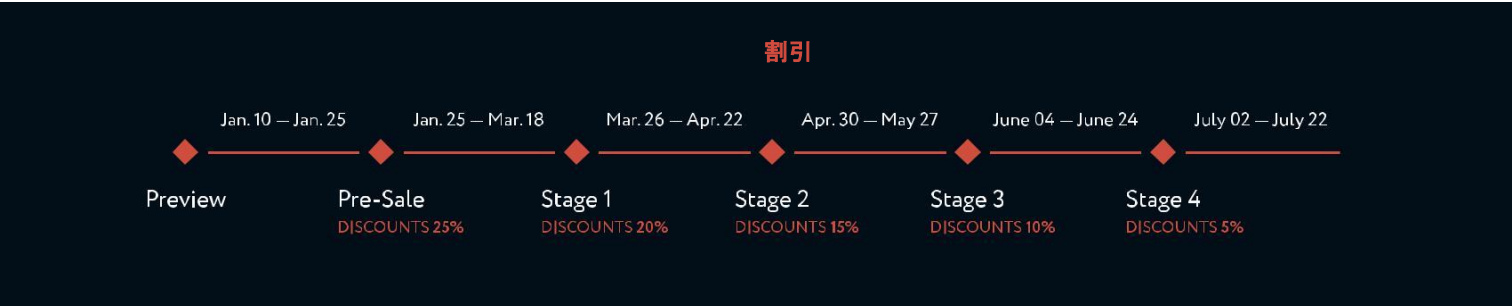 割引
Jan. 10 — Jan. 25
Jan. 25 — Mar. 18
Mar. 26 — Apr. 22
Apr. 30 — May 27
June 04 — June 24
July 02 — July 22
Preview
Pre-Sale
Stage 1
Stage 2
Stage 3
Stage 4
DISCOUNTS 25%
DISCOUNTS 20%
DISCOUNTS 15%
DISCOUNTS 10%
DISCOUNTS 5%